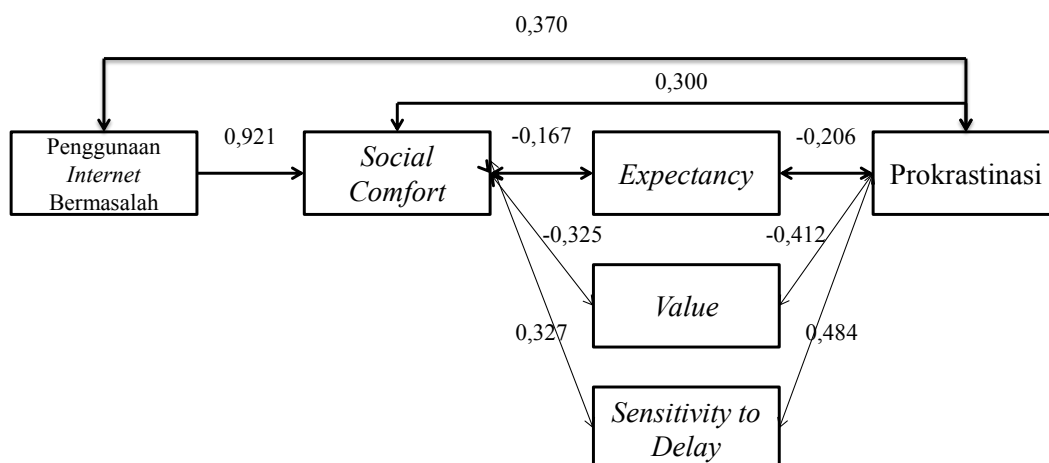 0,370
0,300
0,921
-0,167
-0,206
Penggunaan
Internet
Bermasalah
Social
Comfort
Expectancy
Prokrastinasi
-0,325
-0,412
Value
0,327
0,484
Sensitivity to
Delay